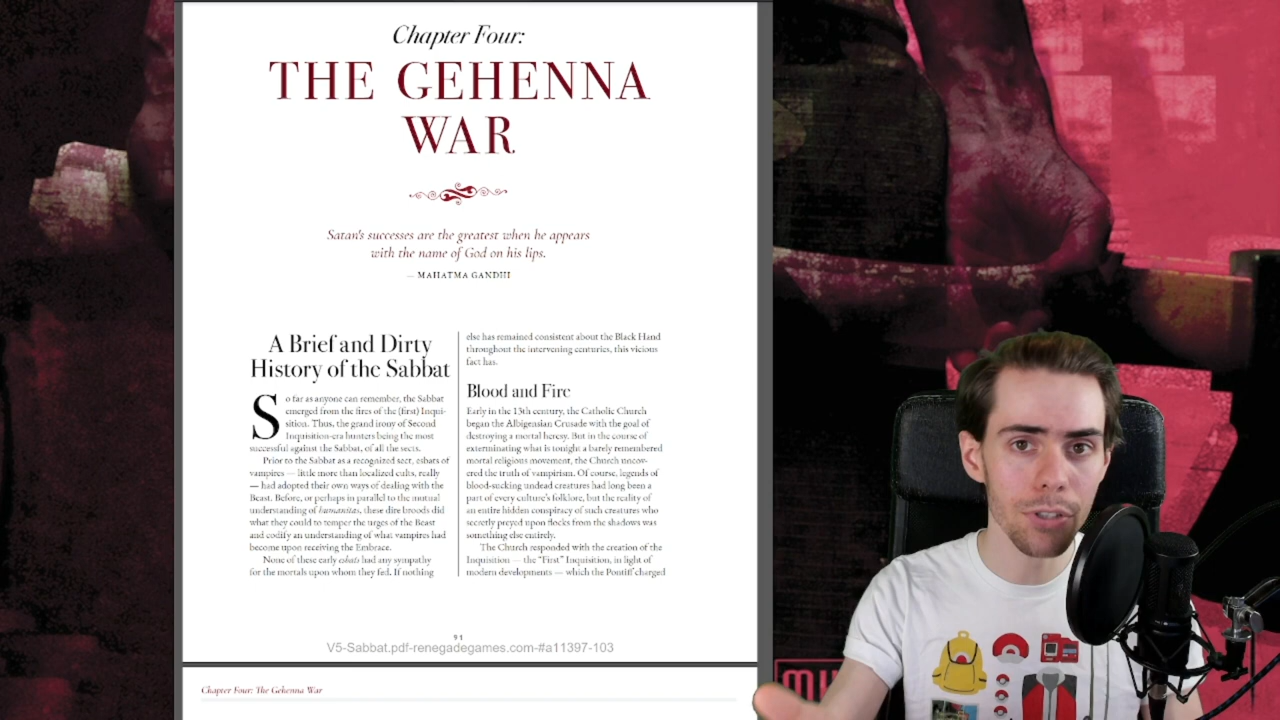 Chapter Four:
THE GEHENNA
WAR
Satan's successes are the greatest when he appears
with the name of God on his lips.
— MAHATMA GANDHI
A Brief and Dirty
History of the Sabbat
So far as anyone can remember, the Sabbat
emerged from the fires of the (first) Inqui-
sition. Thus, the grand irony of Second
Inquisition-era hunters being the most
successful against the Sabbat, of all the sects.
Prior to the Sabbat as a recognized sect, esbats of
vampires — little more than localized cults, really
— had adopted their own ways of dealing with the
Beast. Before, or perhaps in parallel to the mutual
understanding of humanitas, these dire broods did
what they could to temper the urges of the Beast
and codify an understanding of what vampires had
become upon receiving the Embrace.
None of these early esbats had any sympathy
for the mortals upon whom they fed. If nothing
else has remained consistent about the Black Hand
throughout the intervening centuries, this vicious
fact has.
Blood and Fire
Early in the 13th century, the Catholic Church
began the Albigensian Crusade with the goal of
destroying a mortal heresy. But in the course of
exterminating what is tonight a barely remembered
mortal religious movement, the Church uncov-
ered the truth of vampirism. Of course, legends of
blood-sucking undead creatures had long been a
part of every culture's folklore, but the reality of
an entire hidden conspiracy of such creatures who
secretly preyed upon flocks from the shadows was
something else entirely.
The Church responded with the creation of the
Inquisition — the "First" Inquisition, in light of
modern developments — which the Pontiff charged
V5-Sabbat.pdf-renegadegames.com-#a11397-103
Chapter Four: The Gehenna War